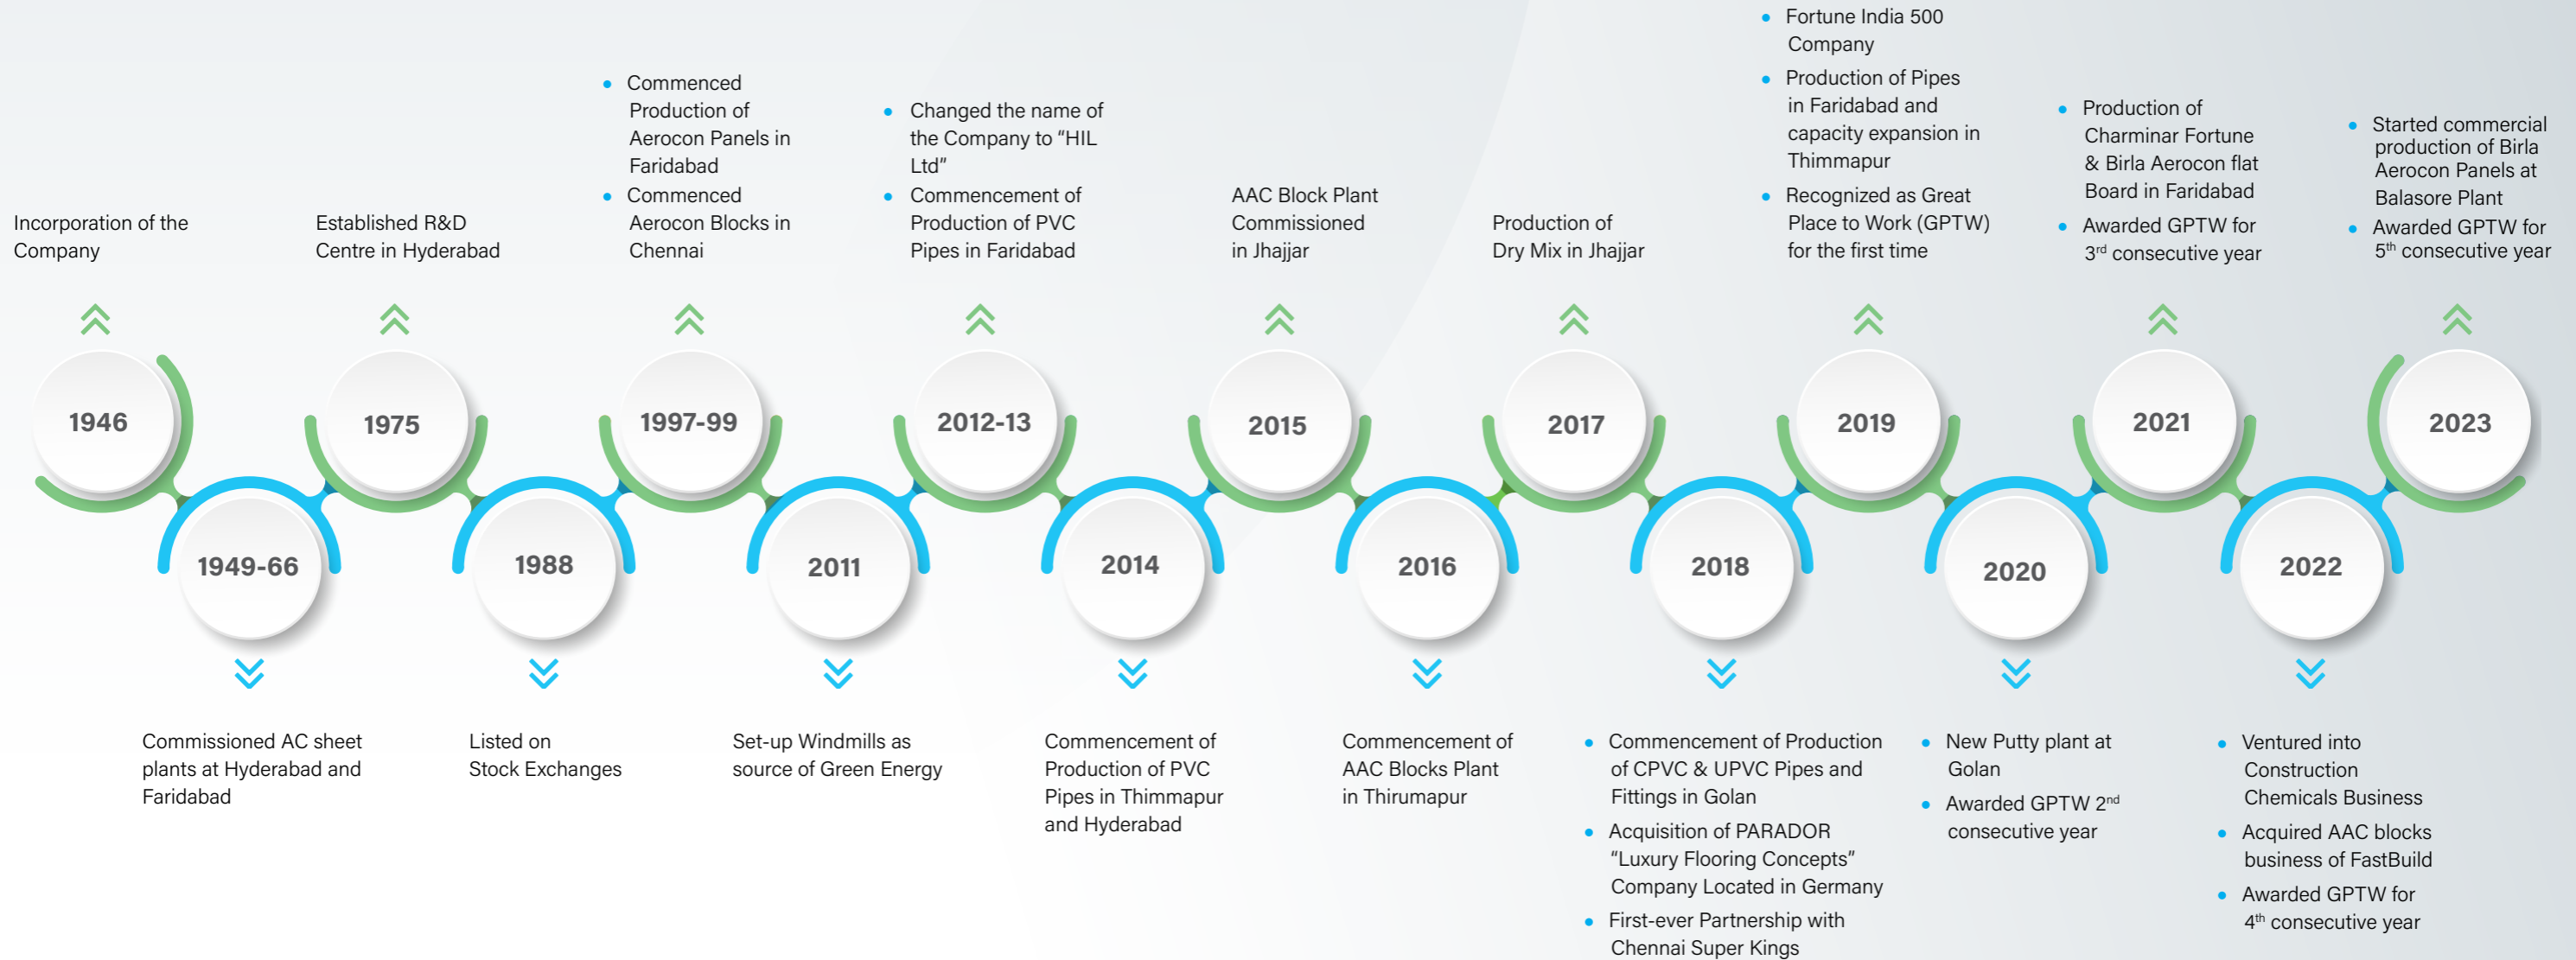 Incorporation of the
Company
1946
1949-66
Commissioned AC sheet
plants at Hyderabad and
Faridabad
Established R&D
Centre in Hyderabad
1975
1988
Listed on
Stock Exchanges
• Commenced
Production of
Aerocon Panels in
Faridabad
• Commenced
Aerocon Blocks in
Chennai
1997-99
2011
Set-up Windmills as
source of Green Energy
• Changed the name of
the Company to “HIL
Ltd”
• Commencement of
Production of PVC
Pipes in Faridabad
2012-13
2014
Commencement of
Production of PVC
Pipes in Thimmapur
and Hyderabad
AAC Block Plant
Commissioned
in Jhajjar
2015
2016
Commencement of
AAC Blocks Plant
in Thirumapur
Production of
Dry Mix in Jhajjar
2017
2018
• Commencement of Production
of CPVC & UPVC Pipes and
Fittings in Golan
• Acquisition of PARADOR
“Luxury Flooring Concepts”
Company Located in Germany
• First-ever Partnership with
Chennai Super Kings
• Fortune India 500
Company
• Production of Pipes
in Faridabad and
capacity expansion in
Thimmapur
• Recognized as Great
Place to Work (GPTW)
for the first time
2019
2020
• New Putty plant at
Golan
• Awarded GPTW 2nd
consecutive year
• Production of
Charminar Fortune
& Birla Aerocon flat
Board in Faridabad
• Awarded GPTW for
3rd consecutive year
2021
2022
• Ventured into
Construction
Chemicals Business
• Acquired AAC blocks
business of FastBuild
• Awarded GPTW for
4th consecutive year
• Started commercial
production of Birla
Aerocon Panels at
Balasore Plant
• Awarded GPTW for
5th consecutive year
2023